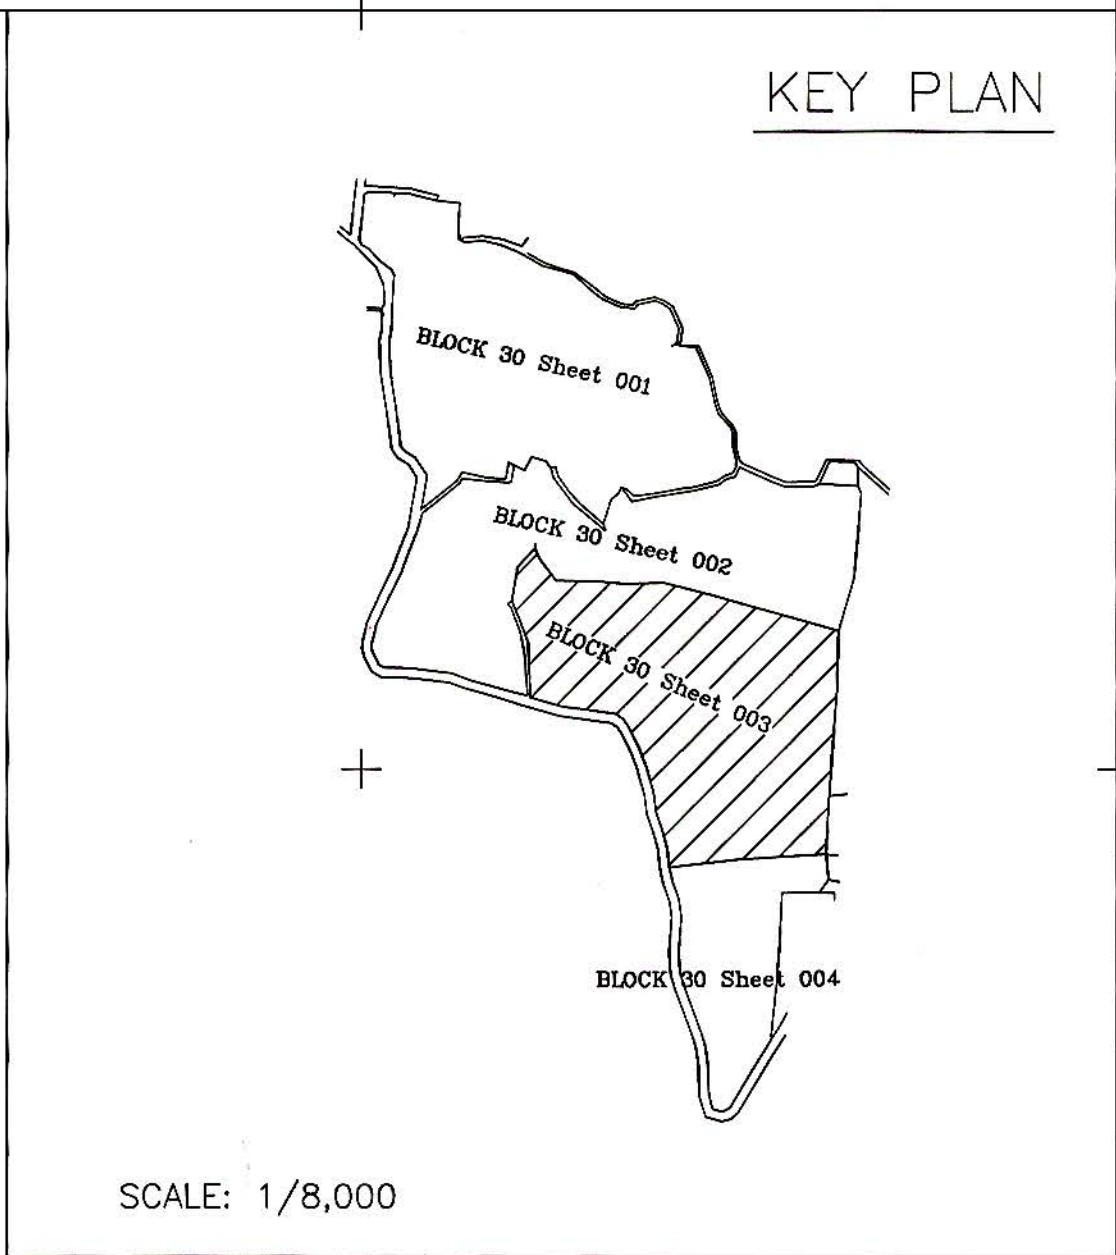 KEY PLAN
BLOCK 30 Sheet 001
BLOCK 30 Sheet 002
BLOCK 30 Sheet 003
BLOCK 30 Sheet 004
SCALE: 1/8,000